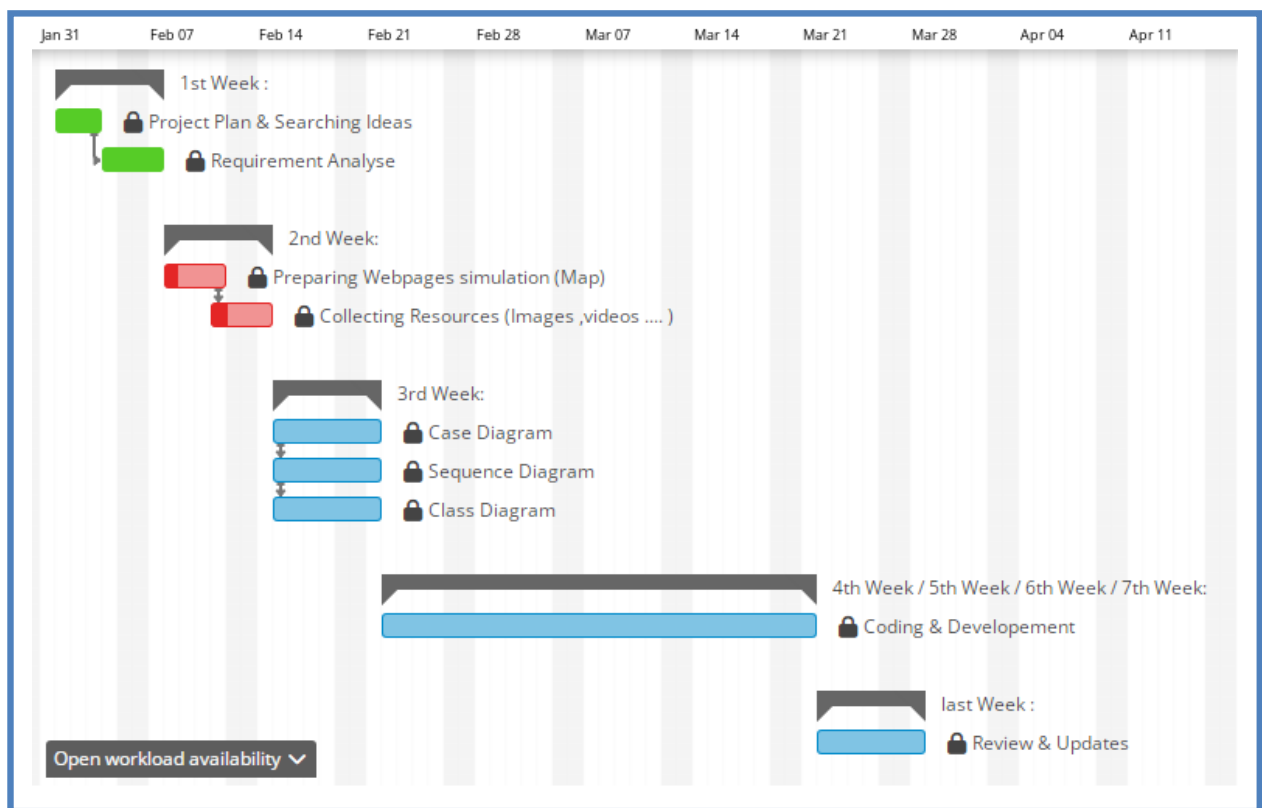 Jan 31 Feb 07 Feb 14 Feb 21 Feb 28 Mar 07 Mar 14 Mar 21 Mar 28 Apr 04 Apr 11
1st Week :
Project Plan & Searching Ideas
Requirement Analyse
2nd Week:
Preparing Webpages simulation (Map)
Collecting Resources (Images ,videos .... )
3rd Week:
Case Diagram
Sequence Diagram
Class Diagram
4th Week / 5th Week / 6th Week / 7th Week:
Coding & Developement
last Week :
Review & Updates
Open workload availability